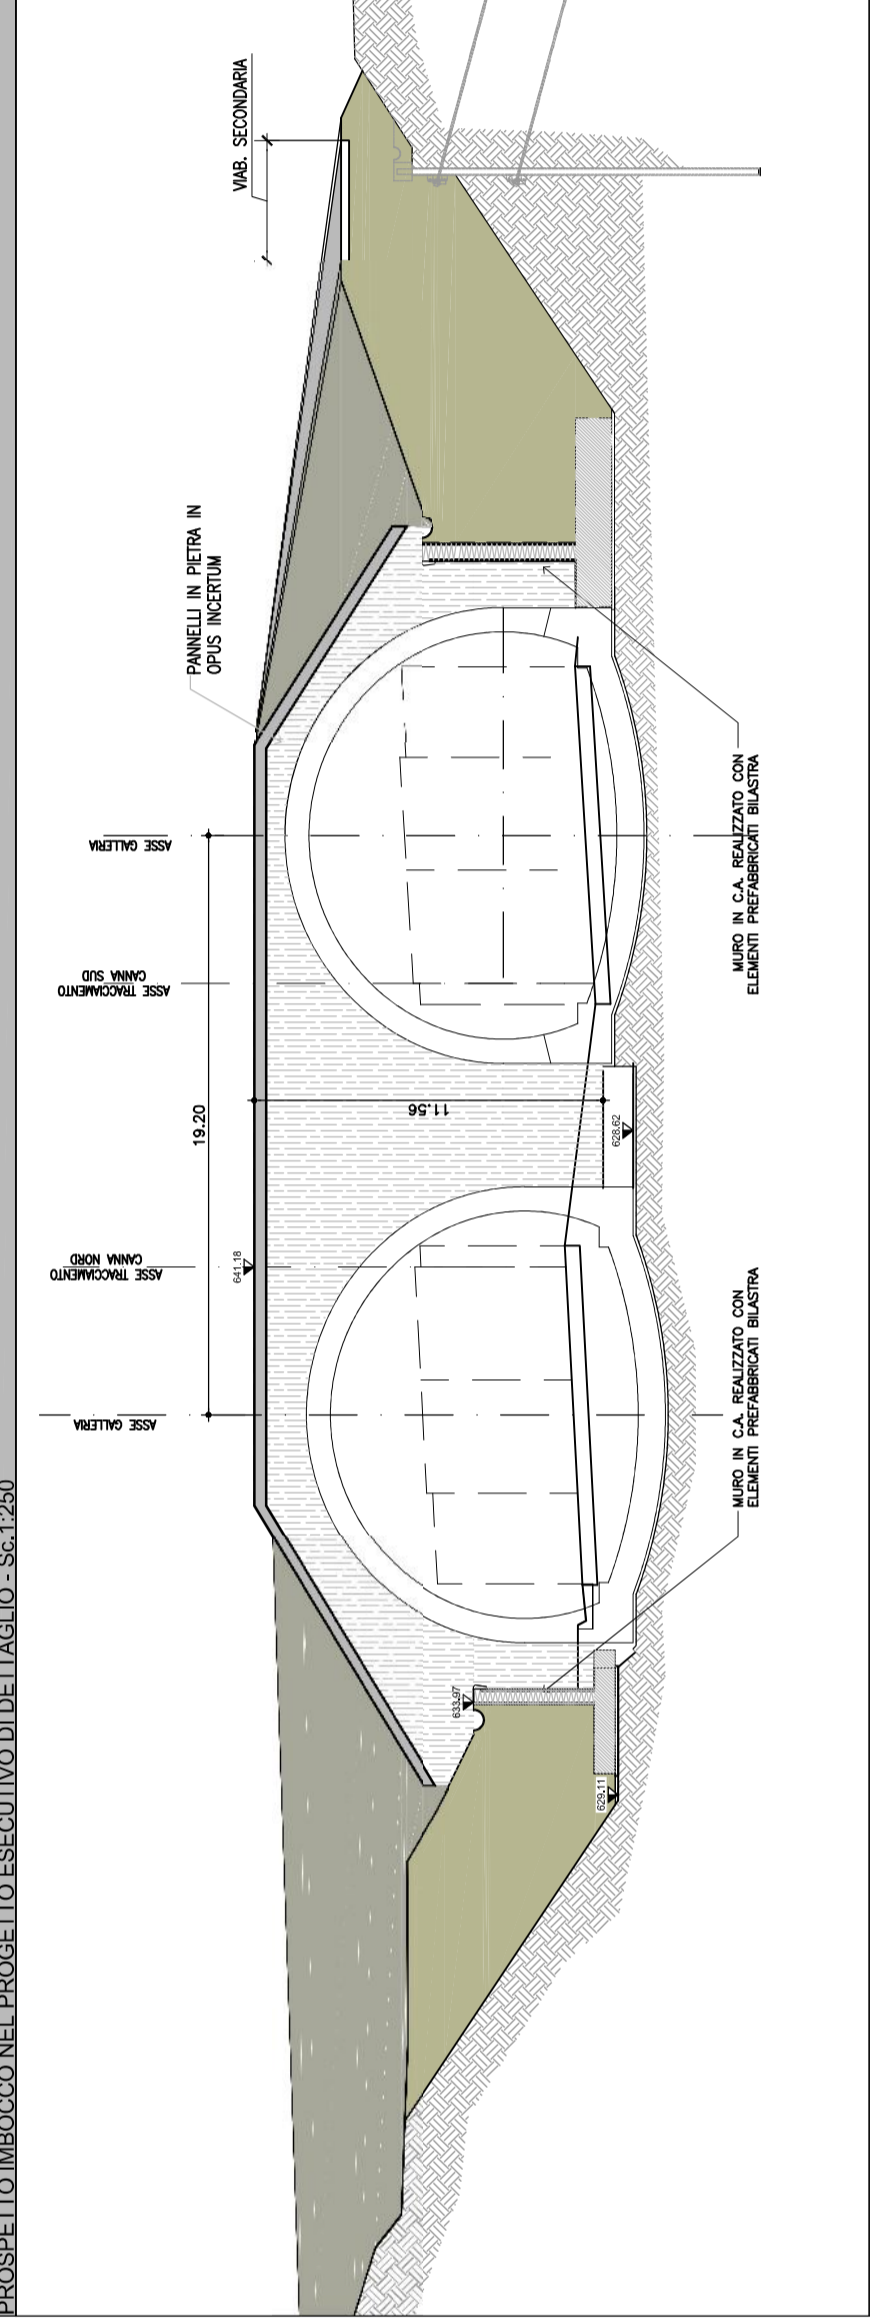 PROSPETTO IMBOCCO NEL PROGETTO ESECUTIVO DI DETTAGLIO - Sc.1:250
ASSE GALLERIA
ASSE TRACCIAMENTO
CANNA NORD
19.20
ASSE TRACCIAMENTO
CANNA SUD
ASSE GALLERIA
PANNELLI IN PIETRA IN
OPUS INCERTUM
VIAB. SECONDARIA
641.18
11.56
628.62
633.97
629.11
MURO IN C.A. REALIZZATO CON
ELEMENTI PREFABBRICATI BILASTRA
MURO IN C.A. REALIZZATO CON
ELEMENTI PREFABBRICATI BILASTRA